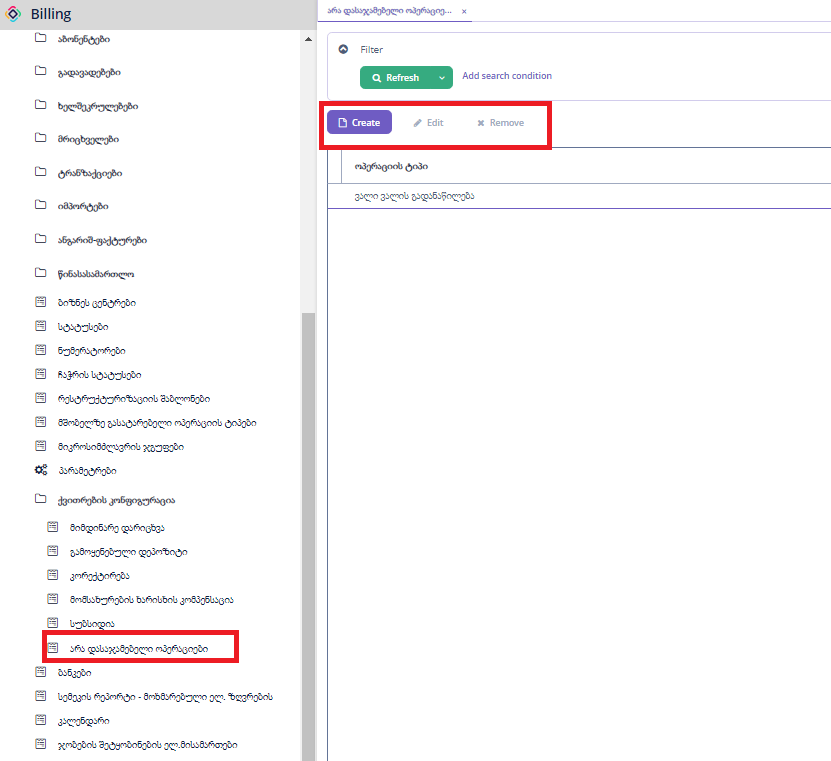 Billing
აბონენტები
გადავადებები
ხელშეკრულებები
მრიცხველები
ტრანზაქციები
იმპორტები
ანგარიშ-ფაქტურები
წინასასამართლო
ბიზნეს ცენტრები
სტატუსები
ნუმერატორები
ჩაჭრის სტატუსები
რესტრუქტურიზაციის შაბლონები
მშობელზე გასატარებელი ოპერაციის ტიპები
მიკროსიმძლავრის ჯგუფები
პარამეტრები
ქვითრების კონფიგურაცია
მიმდინარე დარიცხვა
გამოყენებული დეპოზიტი
კორექტირება
მომსახურების ხარისხის კომპენსაცია
სუბსიდია
არა დასაჯამებელი ოპერაციები
ბანკები
სემეკის რეპორტი - მოხმარებული ელ. ზღვრების
კალენდარი
ჯობების შეტყობინების ელ.მისამართები
არა დასაჯამებელი ოპერაციე... ×
Filter
Refresh Add search condition
Create Edit Remove
ოპერაციის ტიპი
ვალი ვალის გადანაწილება